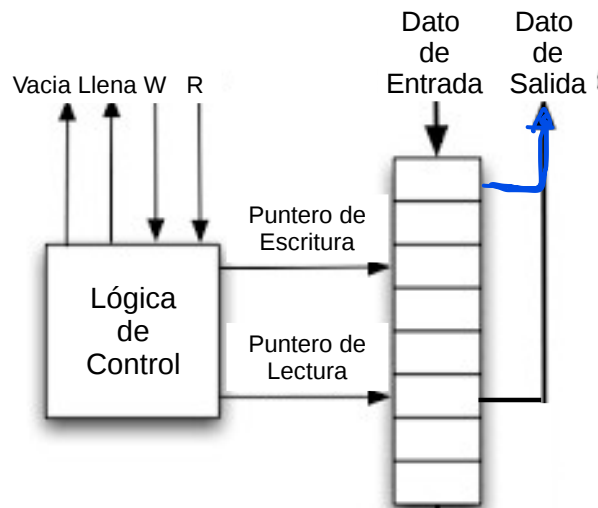 Dato
de
Entrada
Dato
de
Salida
Vacia Llena W R
Puntero de
Escritura
Lógica
de
Control
Puntero de
Lectura